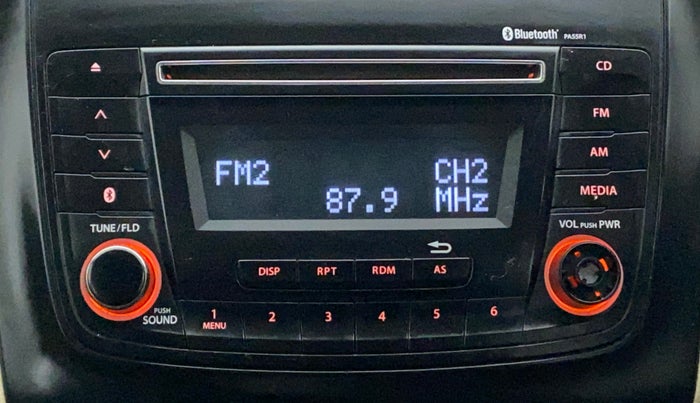 Bluetooth® PA5SR1
CD
FM
AM
MEDIA
FM2 CH2
87.9 MHz
TUNE/FLD
VOL PUSH PWR
DISP RPT RDM AS
PUSH
SOUND
1 2 3 4 5 6
MENU